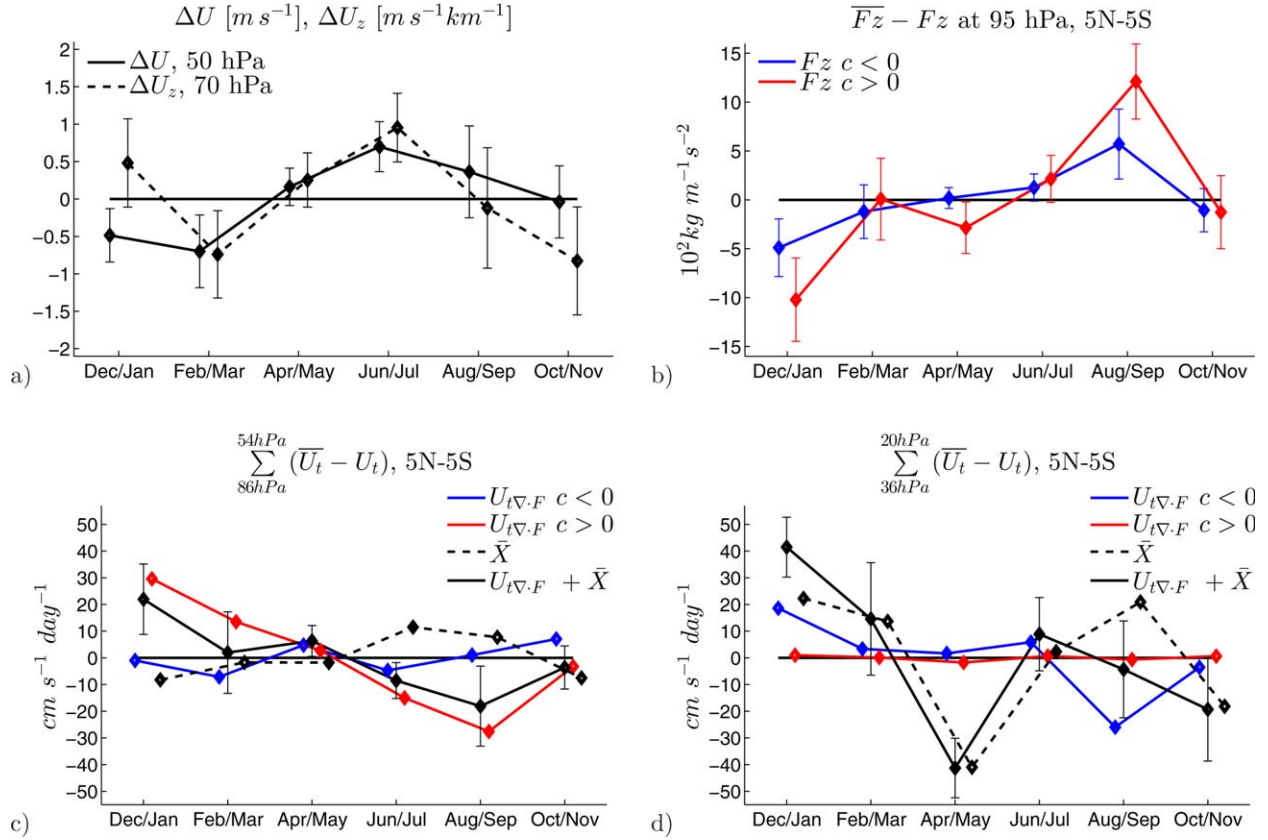 ΔU [m s⁻¹], ΔU_z [m s⁻¹km⁻¹]
2
1.5
1
0.5
0
−0.5
−1
−1.5
−2
ΔU, 50 hPa
ΔU_z, 70 hPa
Dec/Jan Feb/Mar Apr/May Jun/Jul Aug/Sep Oct/Nov
a)
F̅z̅ − Fz at 95 hPa, 5N-5S
15
10
5
0
−5
−10
−15
10²kg m⁻¹s⁻²
Fz c < 0
Fz c > 0
Dec/Jan Feb/Mar Apr/May Jun/Jul Aug/Sep Oct/Nov
b)
54hPa
∑ (U̅_t̅ − U_t), 5N-5S
86hPa
50
40
30
20
10
0
−10
−20
−30
−40
−50
cm s⁻¹ day⁻¹
U_t∇·F c < 0
U_t∇·F c > 0
X̄
U_t∇·F + X̄
Dec/Jan Feb/Mar Apr/May Jun/Jul Aug/Sep Oct/Nov
c)
20hPa
∑ (U̅_t̅ − U_t), 5N-5S
36hPa
50
40
30
20
10
0
−10
−20
−30
−40
−50
cm s⁻¹ day⁻¹
U_t∇·F c < 0
U_t∇·F c > 0
X̄
U_t∇·F + X̄
Dec/Jan Feb/Mar Apr/May Jun/Jul Aug/Sep Oct/Nov
d)